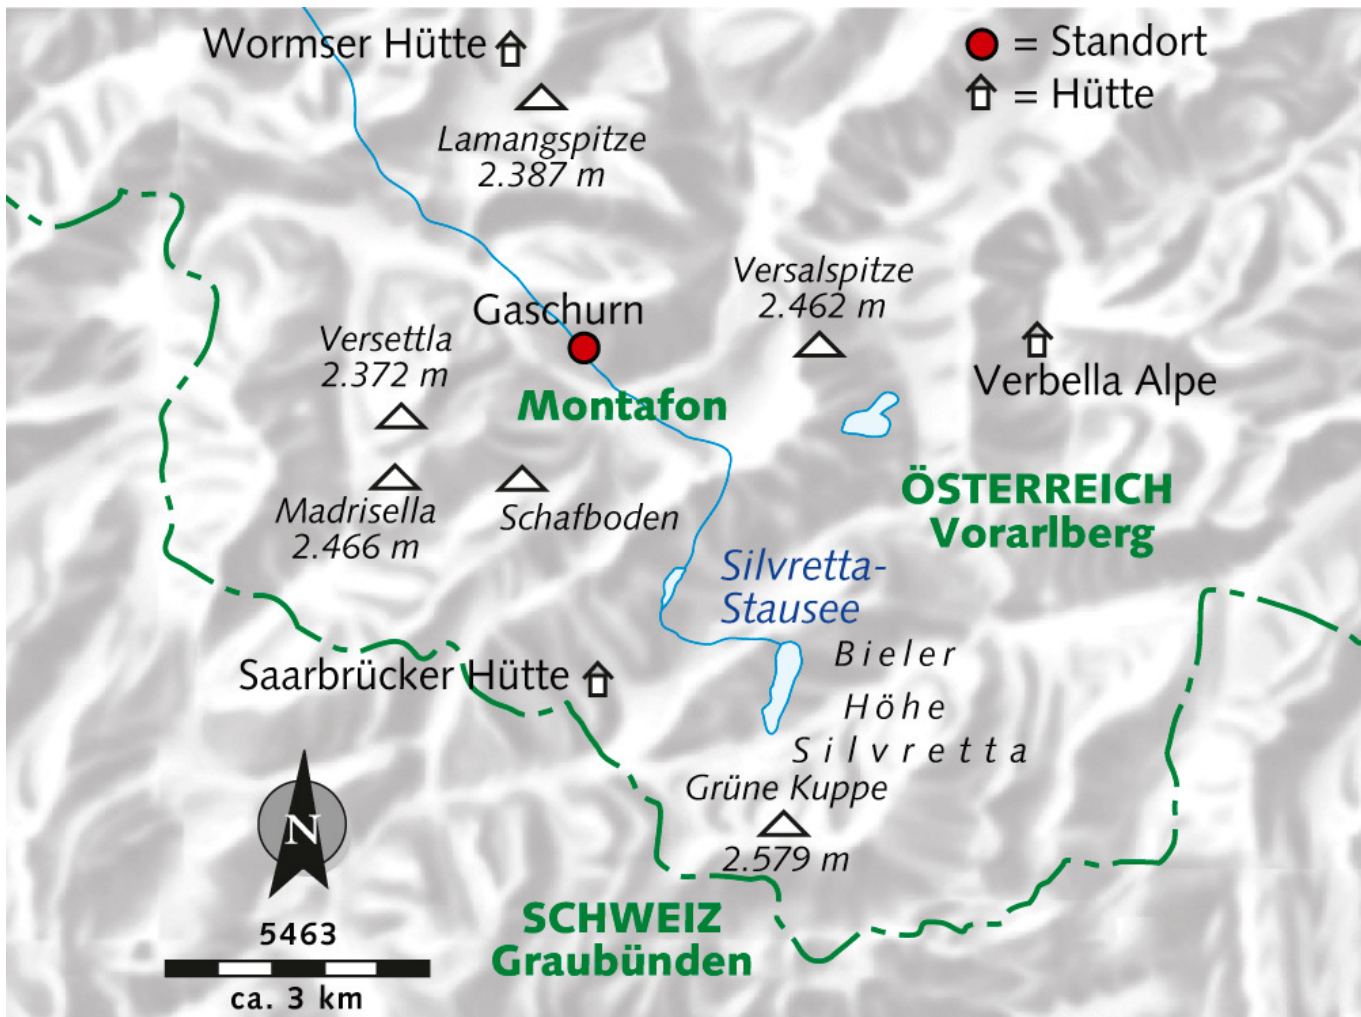 Wormser Hütte
= Standort
= Hütte
Lamangspitze
2.387 m
Versalspitze
2.462 m
Gaschurn
Versettla
2.372 m
Verbella Alpe
Montafon
Madrisella
2.466 m
Schafboden
ÖSTERREICH
Vorarlberg
Silvretta-
Stausee
Bieler
Höhe
Silvretta
Saarbrücker Hütte
Grüne Kuppe
2.579 m
N
SCHWEIZ
Graubünden
5463
ca. 3 km